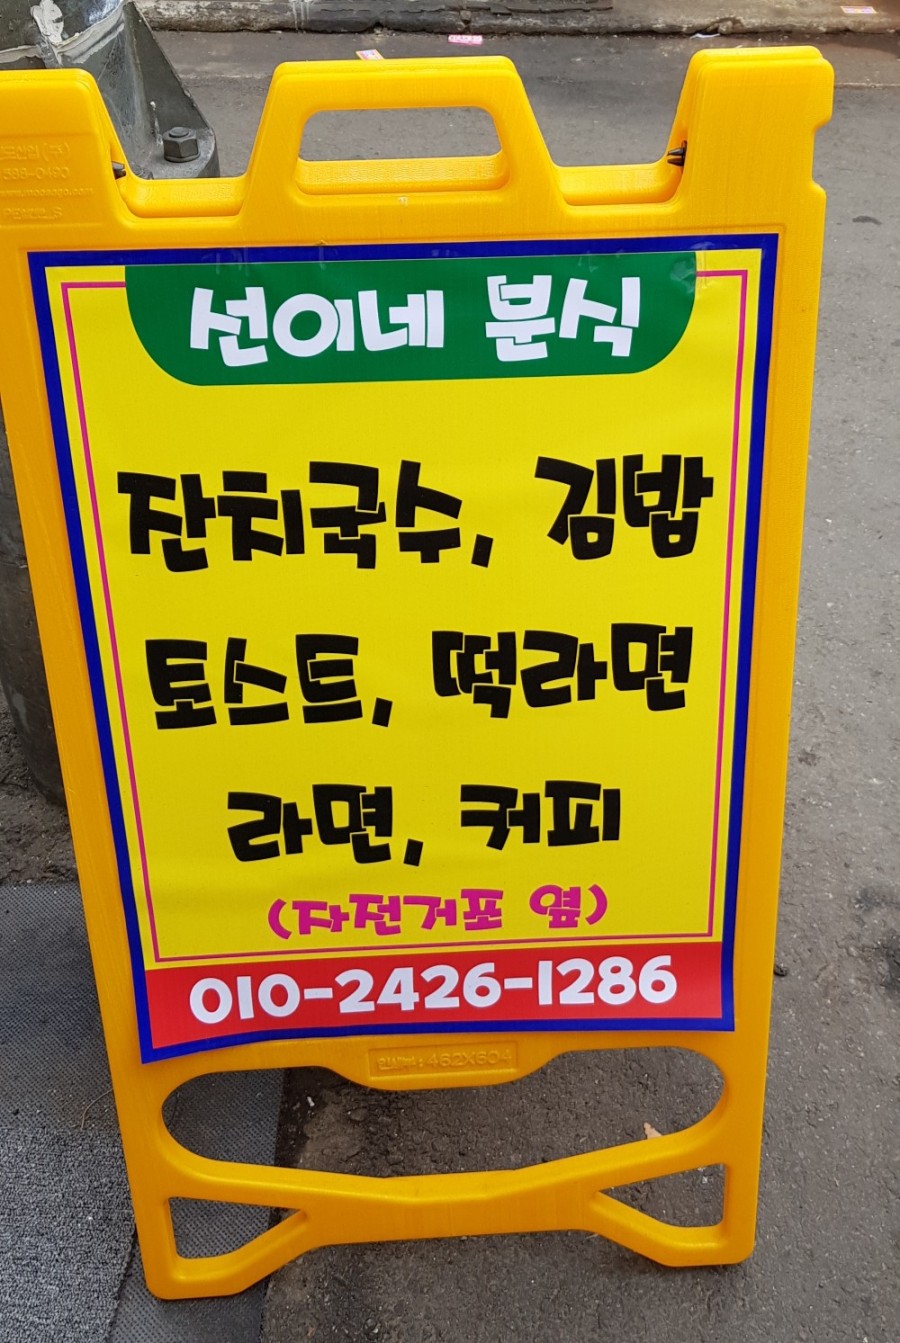 선이네 분식
잔치국수, 김밥
토스트, 떡라면
라면, 커피
(자전거포 옆)
010-2426-1286
462X604